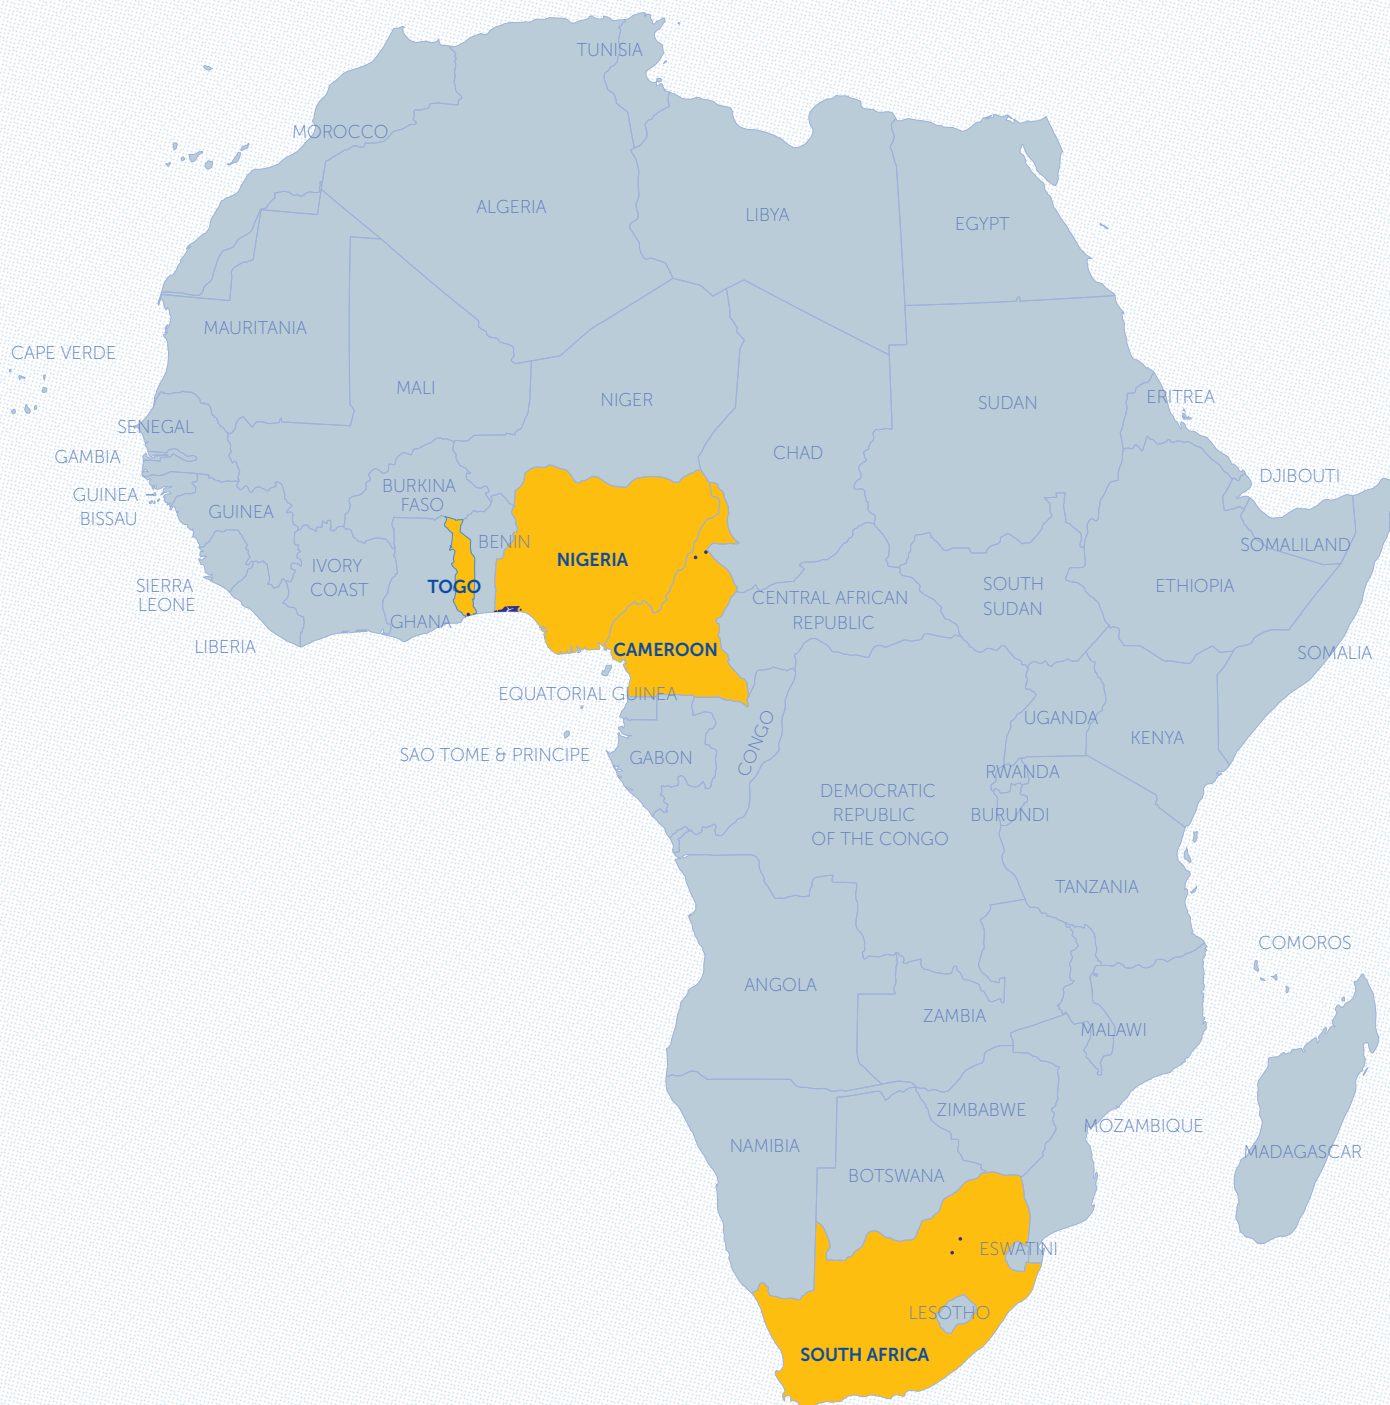 TUNISIA
MOROCCO
ALGERIA
LIBYA
EGYPT
MAURITANIA
CAPE VERDE
MALI
NIGER
SUDAN
ERITREA
SENEGAL
CHAD
GAMBIA
DJIBOUTI
GUINEA
BISSAU
BURKINA
FASO
GUINEA
BENIN
SOMALILAND
NIGERIA
IVORY
COAST
TOGO
SIERRA
LEONE
SOUTH
SUDAN
ETHIOPIA
CENTRAL AFRICAN
REPUBLIC
GHANA
LIBERIA
CAMEROON
SOMALIA
EQUATORIAL GUINEA
UGANDA
KENYA
CONGO
SAO TOME & PRINCIPE
GABON
RWANDA
DEMOCRATIC
REPUBLIC
OF THE CONGO
BURUNDI
TANZANIA
COMOROS
ANGOLA
ZAMBIA
MALAWI
ZIMBABWE
MOZAMBIQUE
NAMIBIA
MADAGASCAR
BOTSWANA
ESWATINI
LESOTHO
SOUTH AFRICA